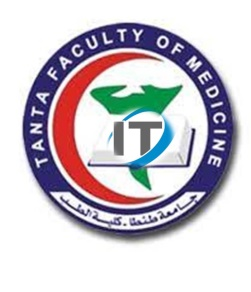 TANTA FACULTY OF MEDICINE
IT
جامعة طنطا - كلية الطب